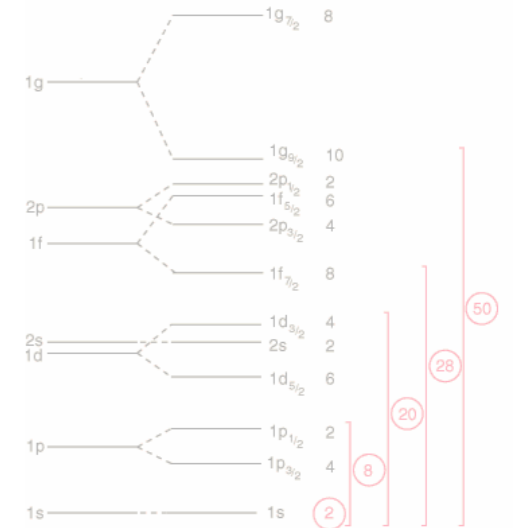 1g7/2 8
1g
1g9/2 10
2p1/2 2
1f5/2 6
2p
2p3/2 4
1f
1f7/2 8
50
1d3/2 4
2s
2s 2
1d
28
1d5/2 6
20
1p1/2 2
1p
1p3/2 4
8
1s
1s
2